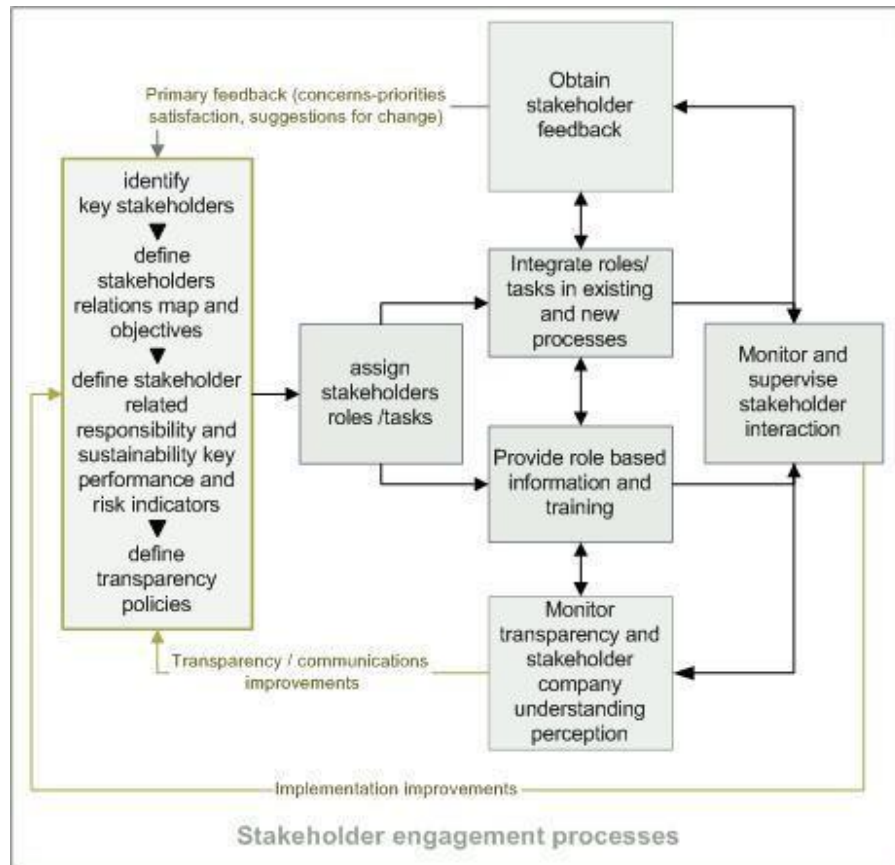 Obtain
stakeholder
feedback
Primary feedback (concerns-priorities
satisfaction, suggestions for change)
identify
key stakeholders
define
stakeholders
relations map and
objectives
define stakeholder
related
responsibility and
sustainability key
performance and
risk indicators
define
transparency
policies
assign
stakeholders
roles /tasks
Integrate roles/
tasks in existing
and new
processes
Provide role based
information and
training
Monitor
transparency and
stakeholder
company
understanding
perception
Monitor and
supervise
stakeholder
interaction
Transparency / communications
improvements
Implementation improvements
Stakeholder engagement processes